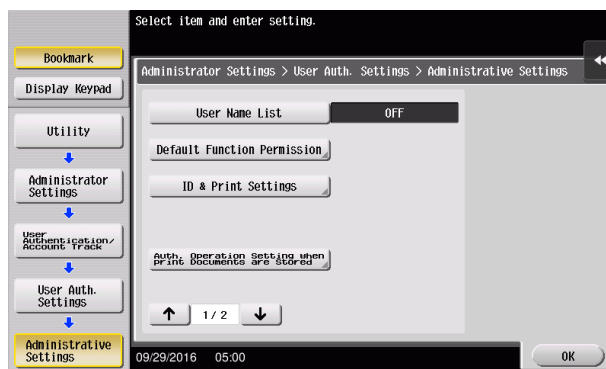 Select item and enter setting.
Bookmark
Display Keypad
Utility
Administrator
Settings
User
Authentication/
Account Track
User Auth.
Settings
Administrative
Settings
Administrator Settings > User Auth. Settings > Administrative Settings
User Name List OFF
Default Function Permission
ID & Print Settings
Auth. Operation Setting when
print Documents are Stored
1/2
09/29/2016 05:00
OK